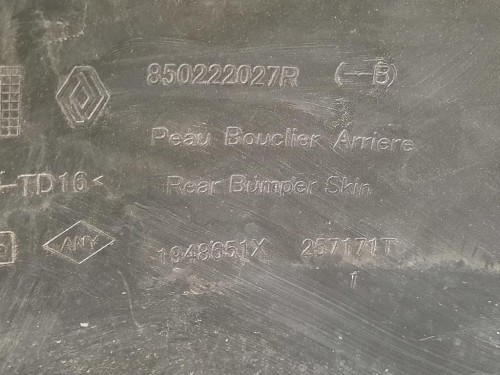 850222027R (—B)
Peau Bouclier Arriere
-TD16< Rear Bumper Skin
ANY 1948651X 257171T
1